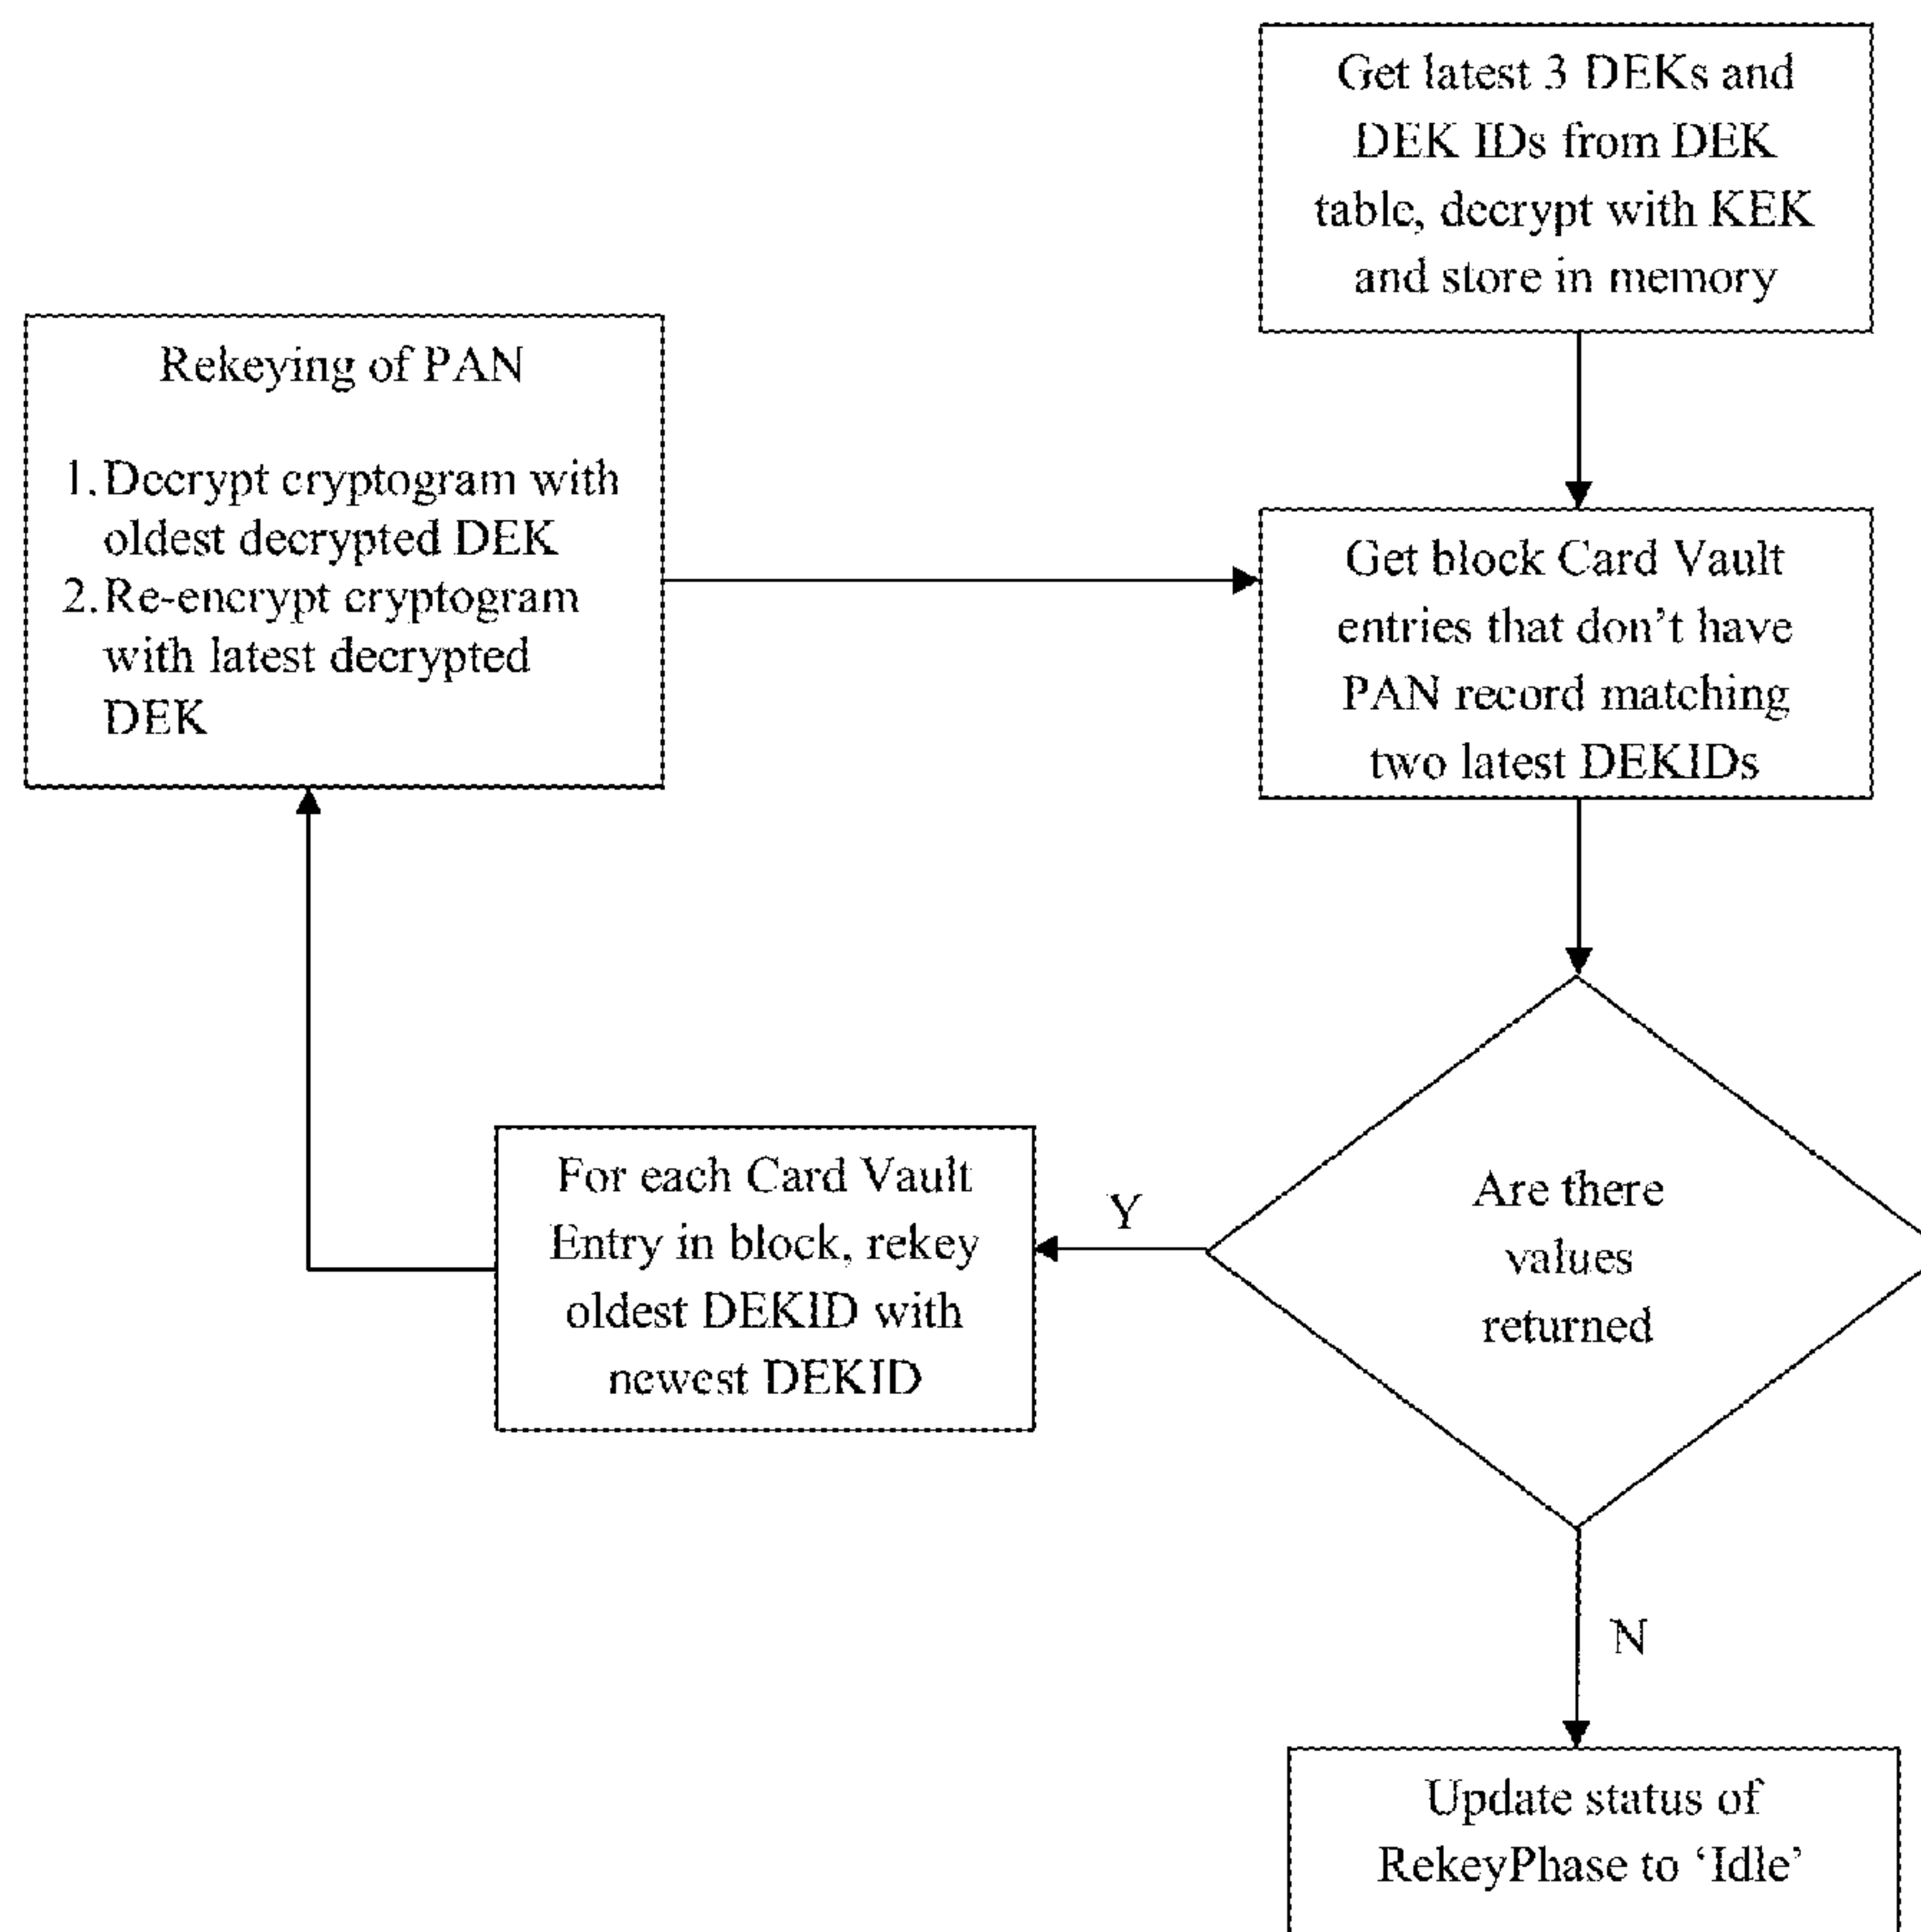 Get latest 3 DEKs and
DEK IDs from DEK
table, decrypt with KEK
and store in memory
Rekeying of PAN
1. Decrypt cryptogram with
oldest decrypted DEK
2. Re-encrypt cryptogram
with latest decrypted
DEK
Get block Card Vault
entries that don’t have
PAN record matching
two latest DEKIDs
Are there
values
returned
Y
For each Card Vault
Entry in block, rekey
oldest DEKID with
newest DEKID
N
Update status of
RekeyPhase to ‘Idle’